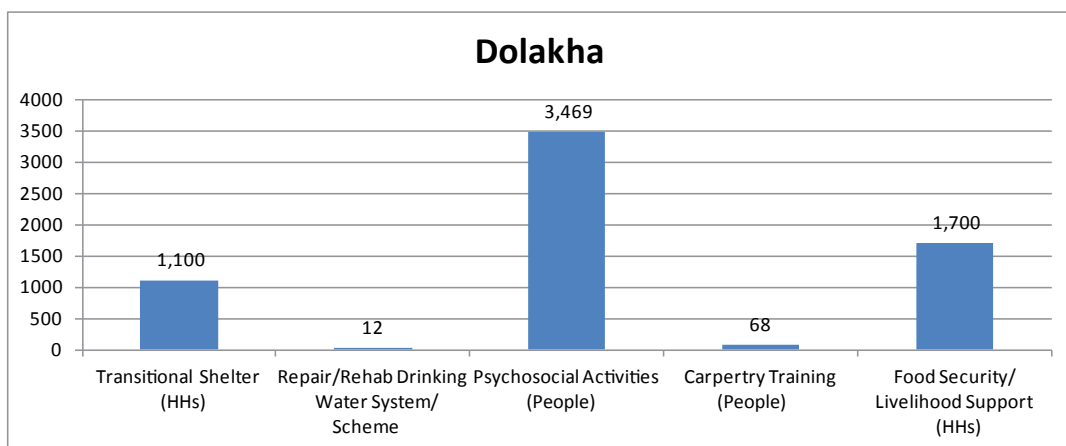 Dolakha
4000
3500
3000
2500
2000
1500
1000
500
0
1,100
12
3,469
68
1,700
Transitional Shelter
(HHs)
Repair/Rehab Drinking
Water System/
Scheme
Psychosocial Activities
(People)
Carpertry Training
(People)
Food Security/
Livelihood Support
(HHs)